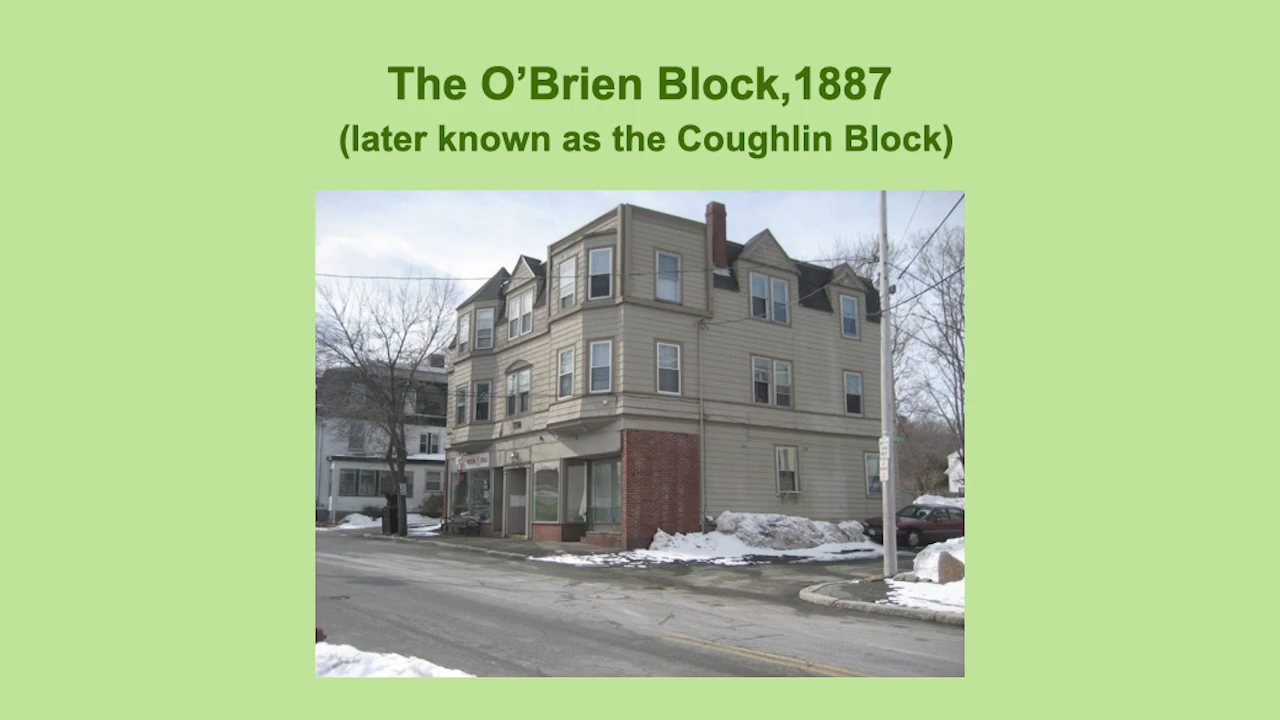 The O’Brien Block,1887
(later known as the Coughlin Block)